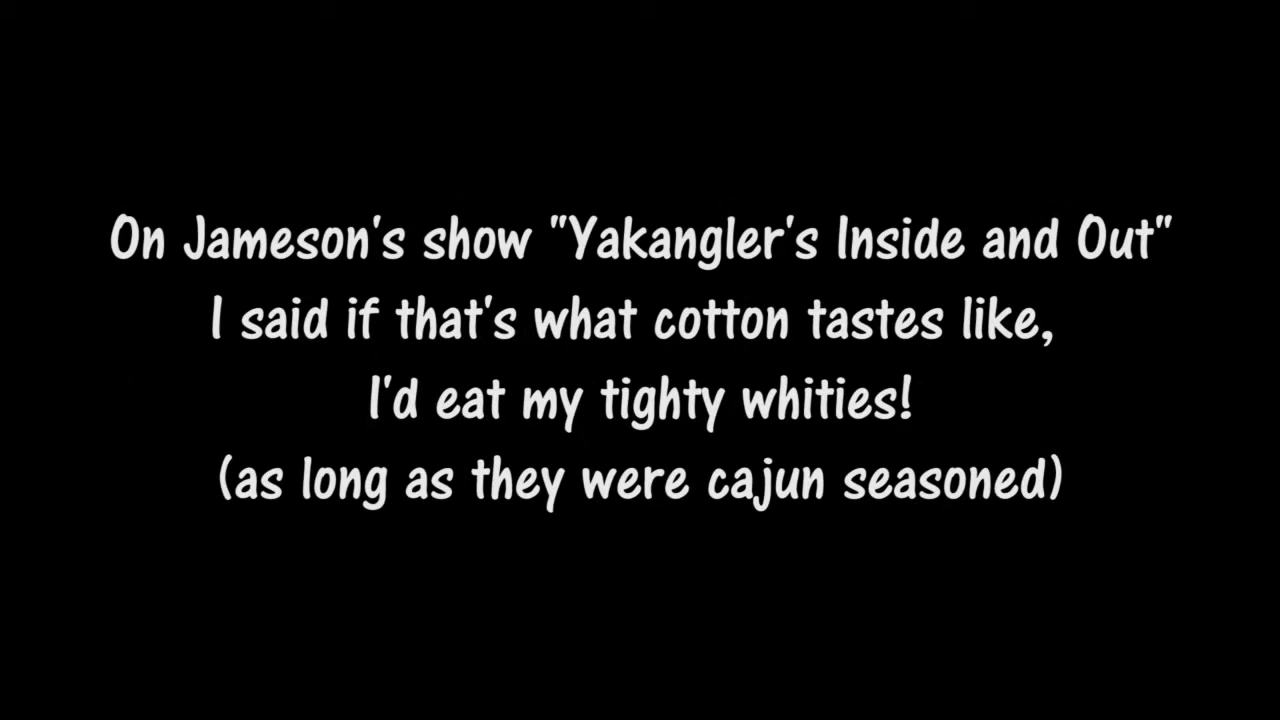 On Jameson's show "Yakangler's Inside and Out"
I said if that's what cotton tastes like,
I'd eat my tighty whities!
(as long as they were cajun seasoned)